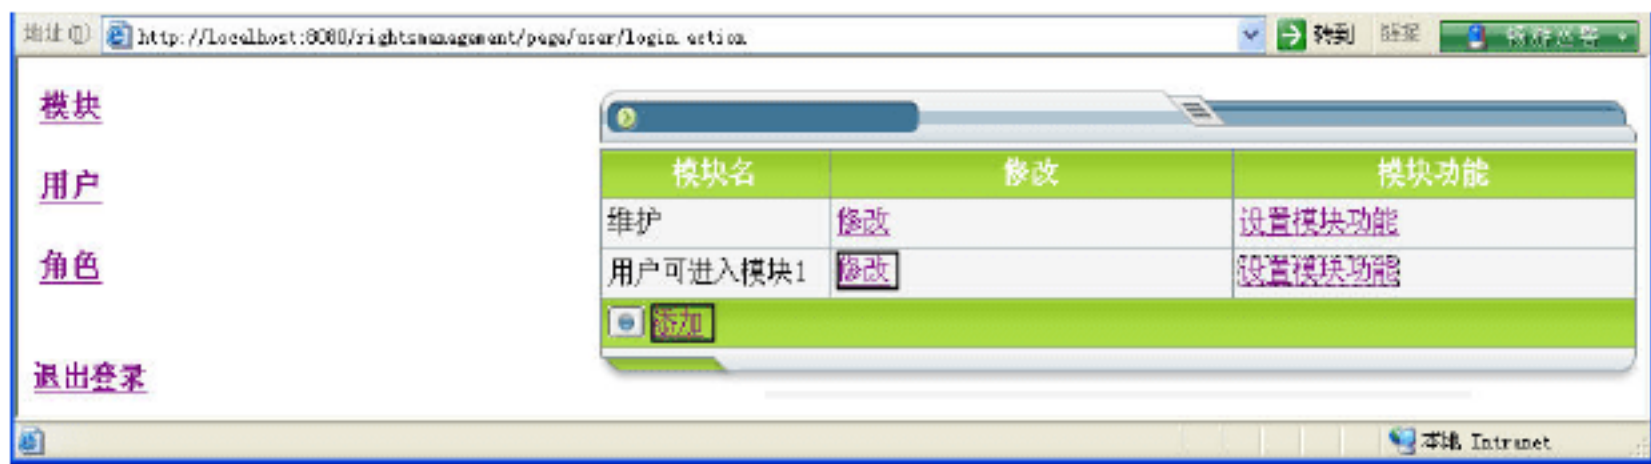 地址(D) http://localhost:8080/rightsmanagement/page/user/login.action 转到 链接
模块
用户
角色
退出登录
模块名 修改 模块功能
维护 修改 设置模块功能
用户可进入模块1 修改 设置模块功能
添加
本地 Intranet